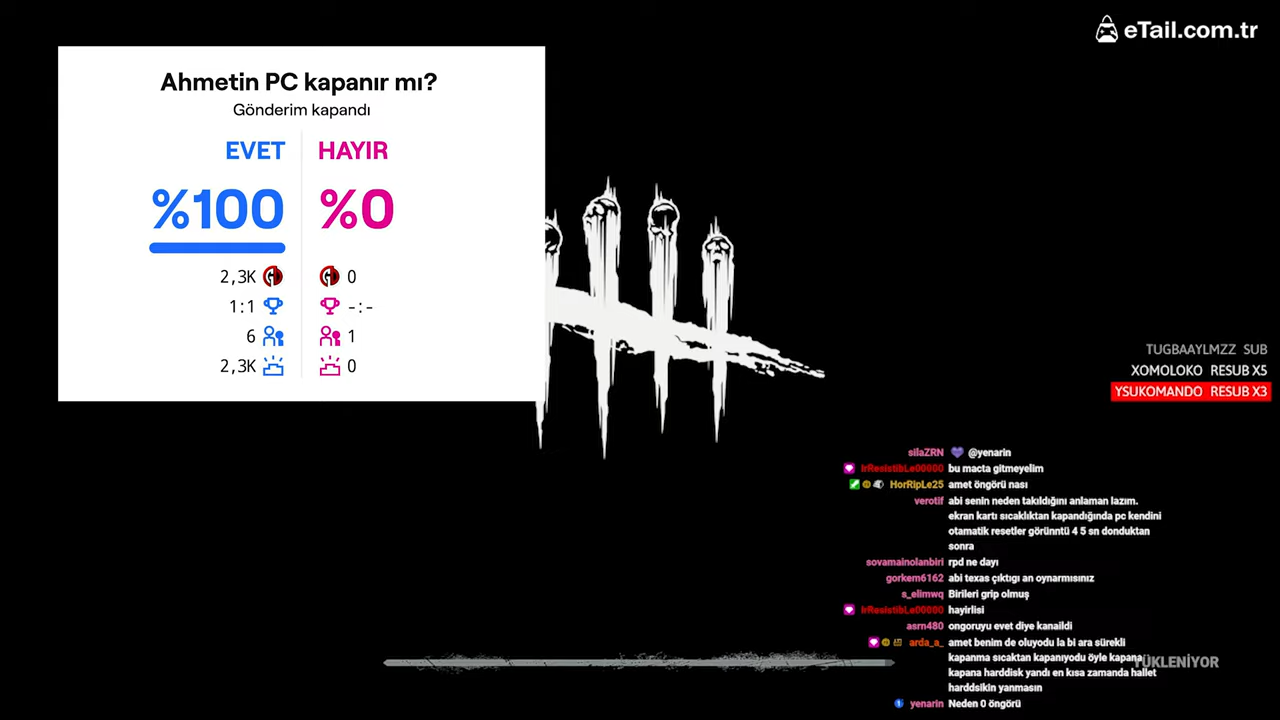 eTail.com.tr
Ahmetin PC kapanır mı?
Gönderim kapandı
EVET HAYIR
%100 %0
2,3K 0
1:1 -:-
6 1
2,3K 0
TUGBAAYLMZZ SUB
XOMOLOKO RESUB X5
YSUKOMANDO RESUB X3
silaZRN @yenarin
IrResistibLe00000 bu macta gitmeyelim
HorRipLe25 amet öngörü nası
verotif abi senin neden takıldığını anlaman lazım.
ekran kartı sıcaklıktan kapandığında pc kendini
otamatik resetler görüntü 4 5 sn donduktan
sonra
sovamainolanbiri rpd ne dayı
gorkem6162 abi texas çıktıgı an oynarmısınız
s_elimwq Birileri grip olmuş
IrResistibLe00000 hayirlisi
asrn480 ongoruyu evet diye kanaildi
arda_a_ amet benim de oluyodu la bi ara sürekli
kapanma sıcaktan kapanıyodu öyle kapana
kapana harddisk yandı en kısa zamanda hallet
harddsikin yanmasın
YÜKLENİYOR
yenarin Neden 0 öngörü